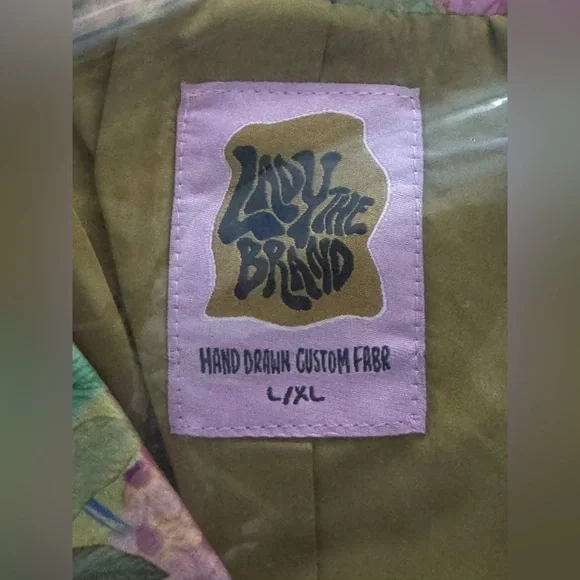 LADY THE
BRAND
HAND DRAWN CUSTOM FABR
L/XL